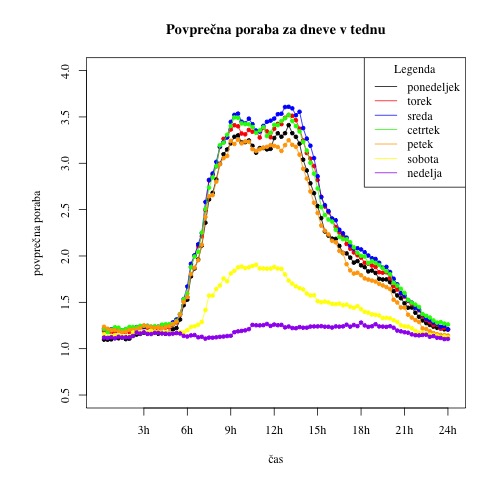 Povprečna poraba za dneve v tednu
povprečna poraba
4.0
3.5
3.0
2.5
2.0
1.5
1.0
0.5
Legenda
ponedeljek
torek
sreda
cetrtek
petek
sobota
nedelja
3h 6h 9h 12h 15h 18h 21h 24h
čas